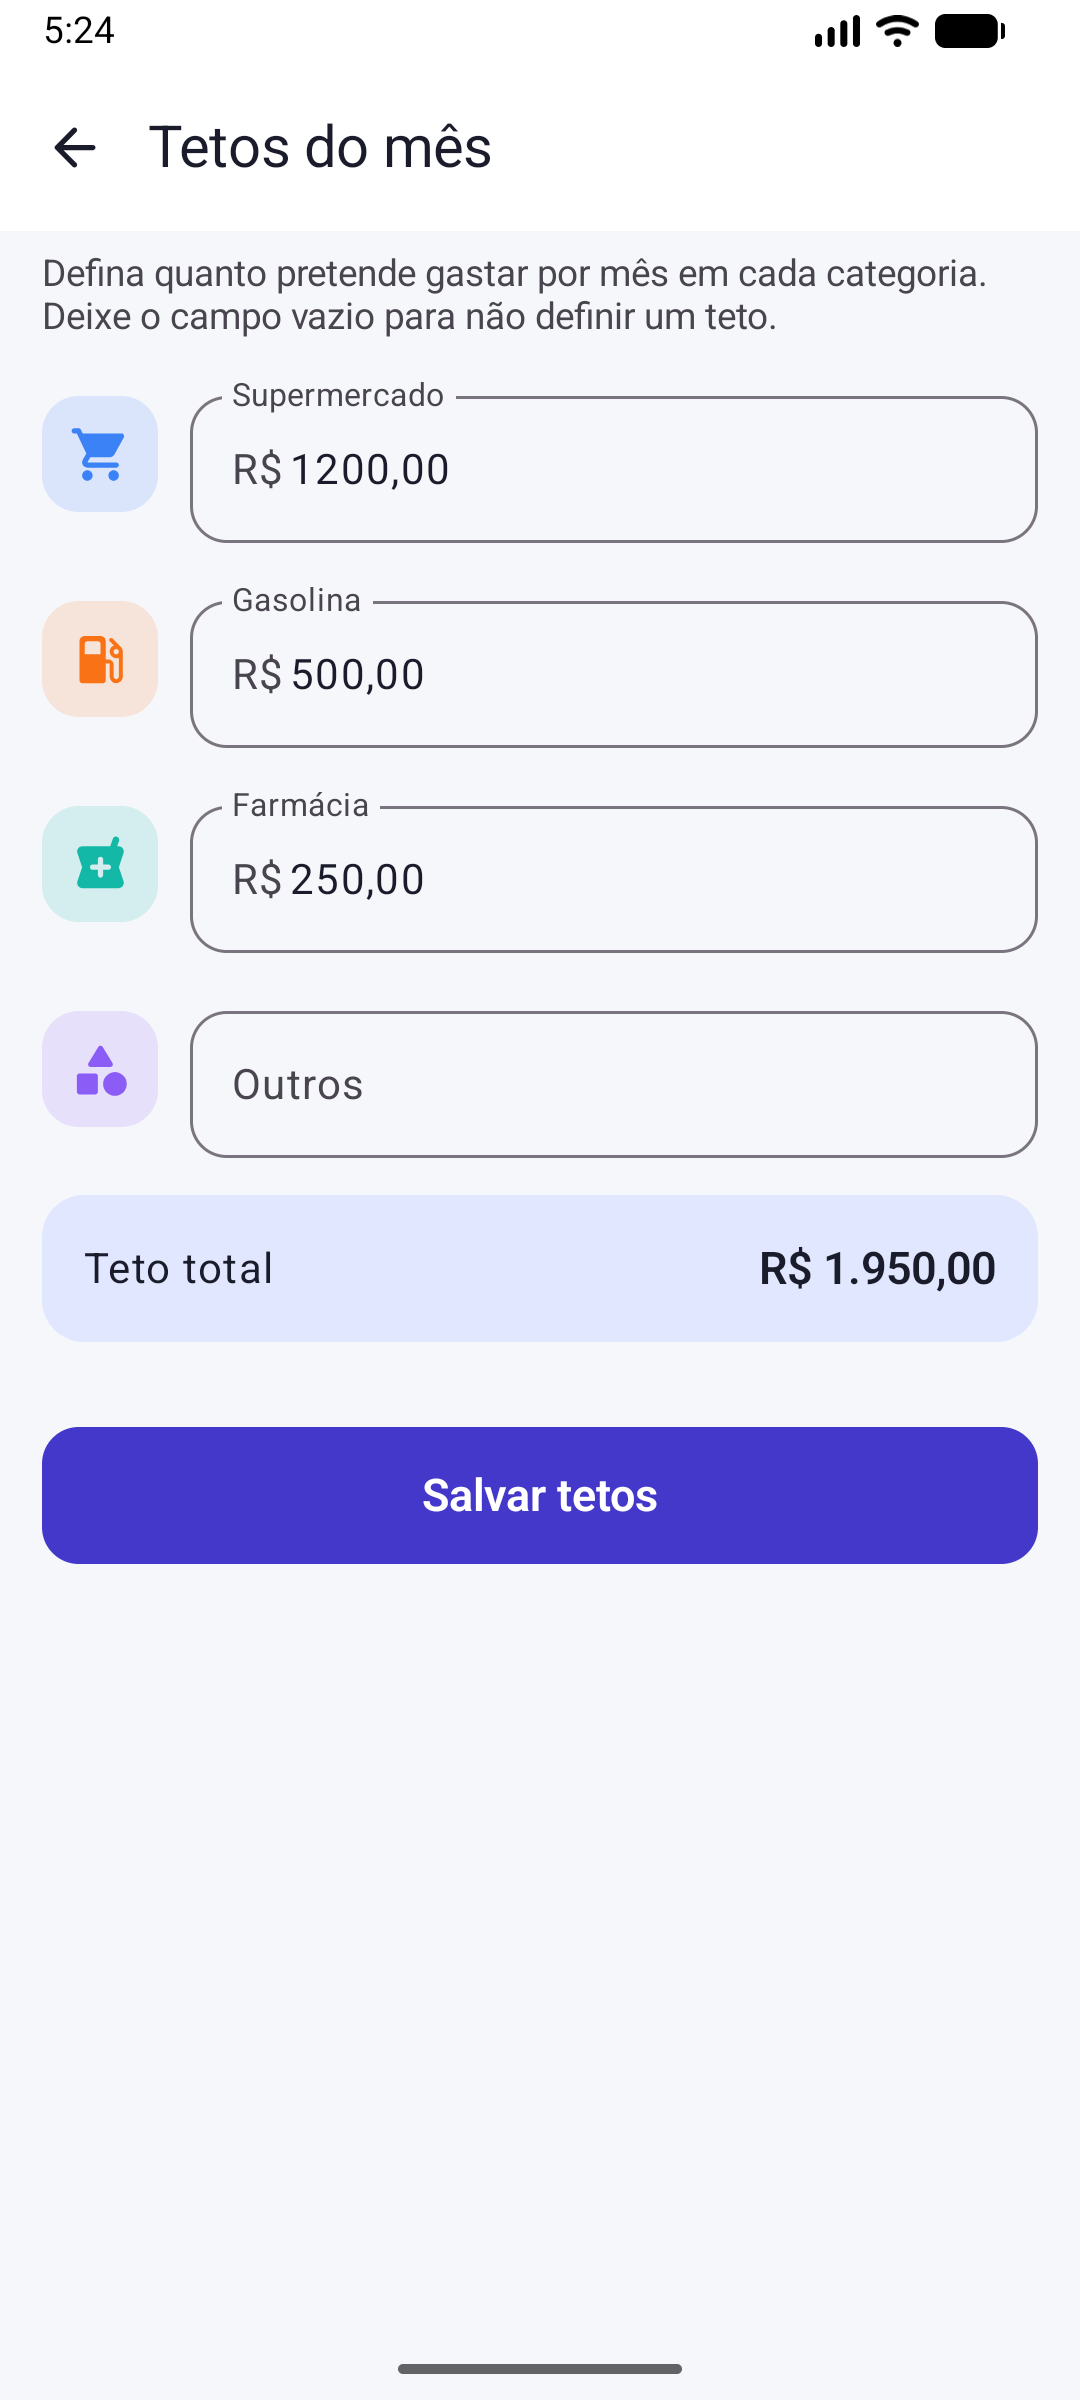 5:24
Tetos do mês
Defina quanto pretende gastar por mês em cada categoria.
Deixe o campo vazio para não definir um teto.
Supermercado
R$ 1200,00
Gasolina
R$ 500,00
Farmácia
R$ 250,00
Outros
Teto total R$ 1.950,00
Salvar tetos